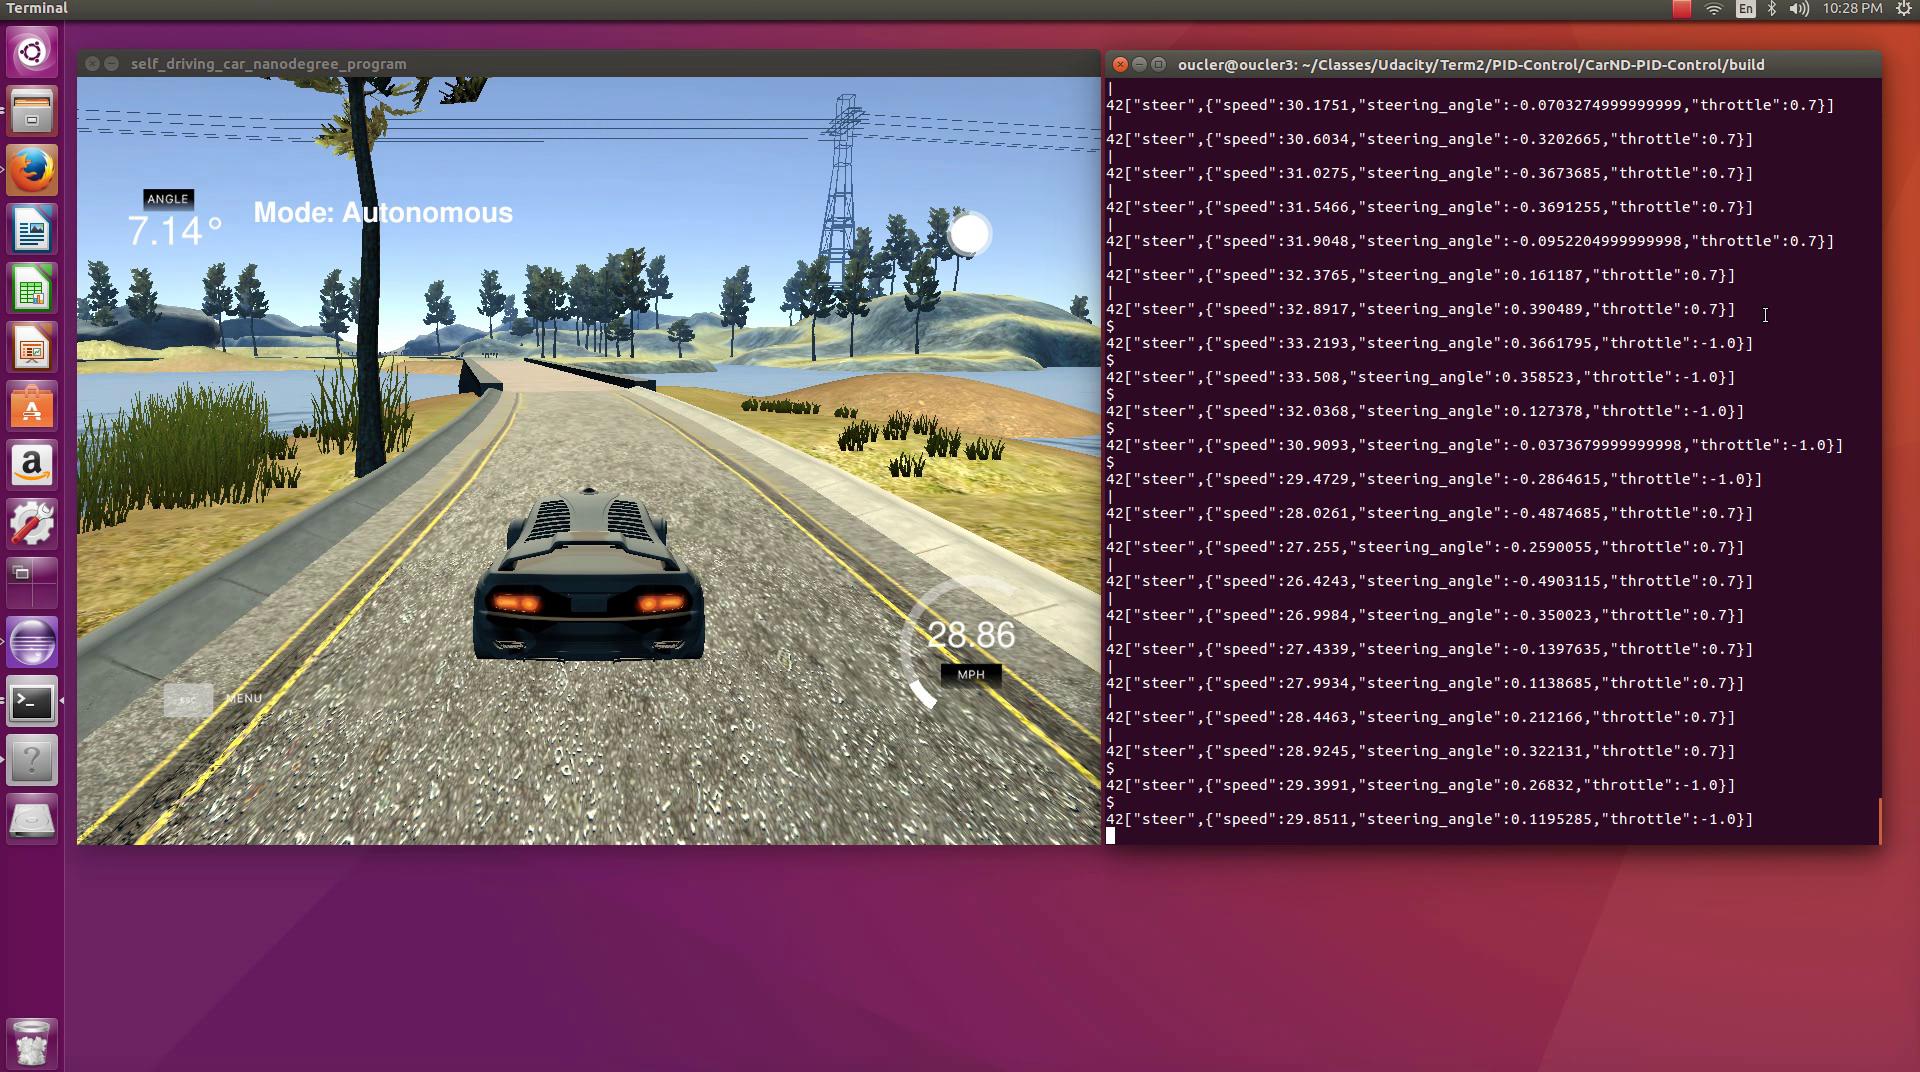 Terminal
En
10:28 PM
self_driving_car_nanodegree_program
ANGLE
7.14°
Mode: Autonomous
28.86
MPH
ESC
MENU
oucler@oucler3: ~/Classes/Udacity/Term2/PID-Control/CarND-PID-Control/build
|
42["steer",{"speed":30.1751,"steering_angle":-0.0703274999999999,"throttle":0.7}]
|
42["steer",{"speed":30.6034,"steering_angle":-0.3202665,"throttle":0.7}]
|
42["steer",{"speed":31.0275,"steering_angle":-0.3673685,"throttle":0.7}]
|
42["steer",{"speed":31.5466,"steering_angle":-0.3691255,"throttle":0.7}]
|
42["steer",{"speed":31.9048,"steering_angle":-0.0952204999999998,"throttle":0.7}]
|
42["steer",{"speed":32.3765,"steering_angle":0.161187,"throttle":0.7}]
|
42["steer",{"speed":32.8917,"steering_angle":0.390489,"throttle":0.7}]
$
42["steer",{"speed":33.2193,"steering_angle":0.3661795,"throttle":-1.0}]
$
42["steer",{"speed":33.508,"steering_angle":0.358523,"throttle":-1.0}]
$
42["steer",{"speed":32.0368,"steering_angle":0.127378,"throttle":-1.0}]
$
42["steer",{"speed":30.9093,"steering_angle":-0.0373679999999998,"throttle":-1.0}]
$
42["steer",{"speed":29.4729,"steering_angle":-0.2864615,"throttle":-1.0}]
|
42["steer",{"speed":28.0261,"steering_angle":-0.4874685,"throttle":0.7}]
|
42["steer",{"speed":27.255,"steering_angle":-0.2590055,"throttle":0.7}]
|
42["steer",{"speed":26.4243,"steering_angle":-0.4903115,"throttle":0.7}]
|
42["steer",{"speed":26.9984,"steering_angle":-0.350023,"throttle":0.7}]
|
42["steer",{"speed":27.4339,"steering_angle":-0.1397635,"throttle":0.7}]
|
42["steer",{"speed":27.9934,"steering_angle":0.1138685,"throttle":0.7}]
|
42["steer",{"speed":28.4463,"steering_angle":0.212166,"throttle":0.7}]
|
42["steer",{"speed":28.9245,"steering_angle":0.322131,"throttle":0.7}]
$
42["steer",{"speed":29.3991,"steering_angle":0.26832,"throttle":-1.0}]
$
42["steer",{"speed":29.8511,"steering_angle":0.1195285,"throttle":-1.0}]